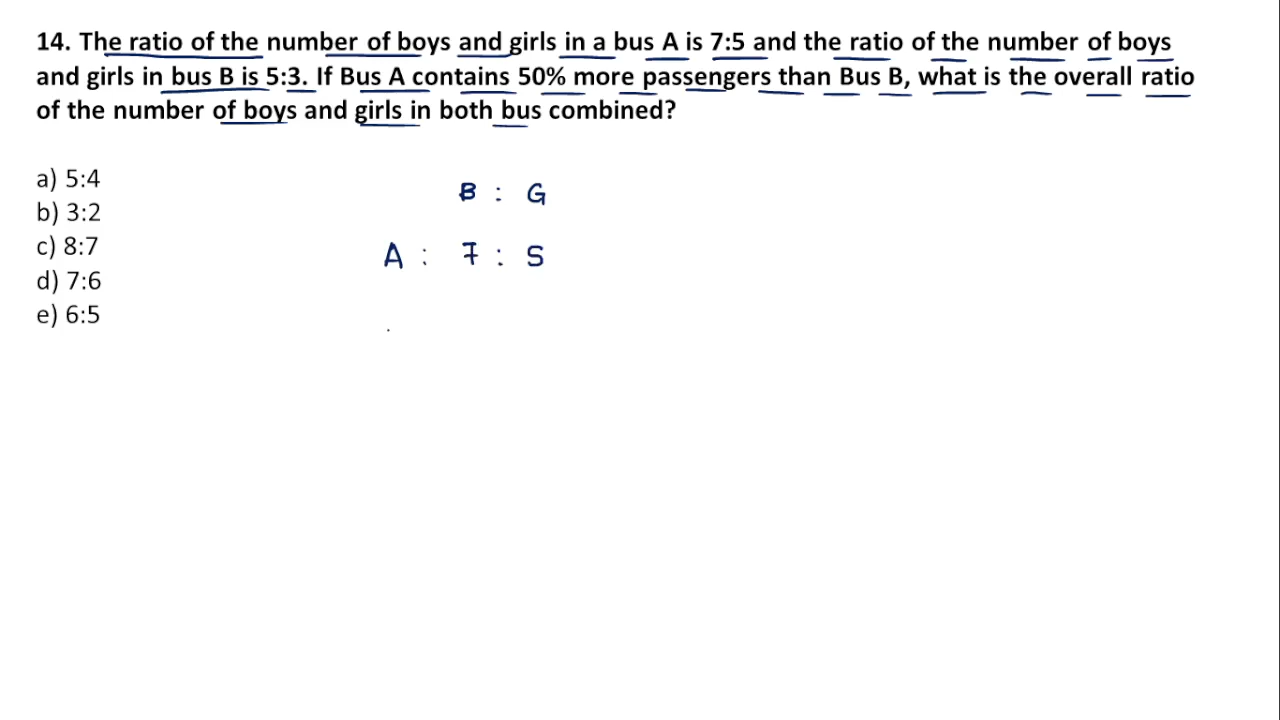 14. The ratio of the number of boys and girls in a bus A is 7:5 and the ratio of the number of boys
and girls in bus B is 5:3. If Bus A contains 50% more passengers than Bus B, what is the overall ratio
of the number of boys and girls in both bus combined?
a) 5:4
b) 3:2
c) 8:7
d) 7:6
e) 6:5
B : G
A : 7 : 5